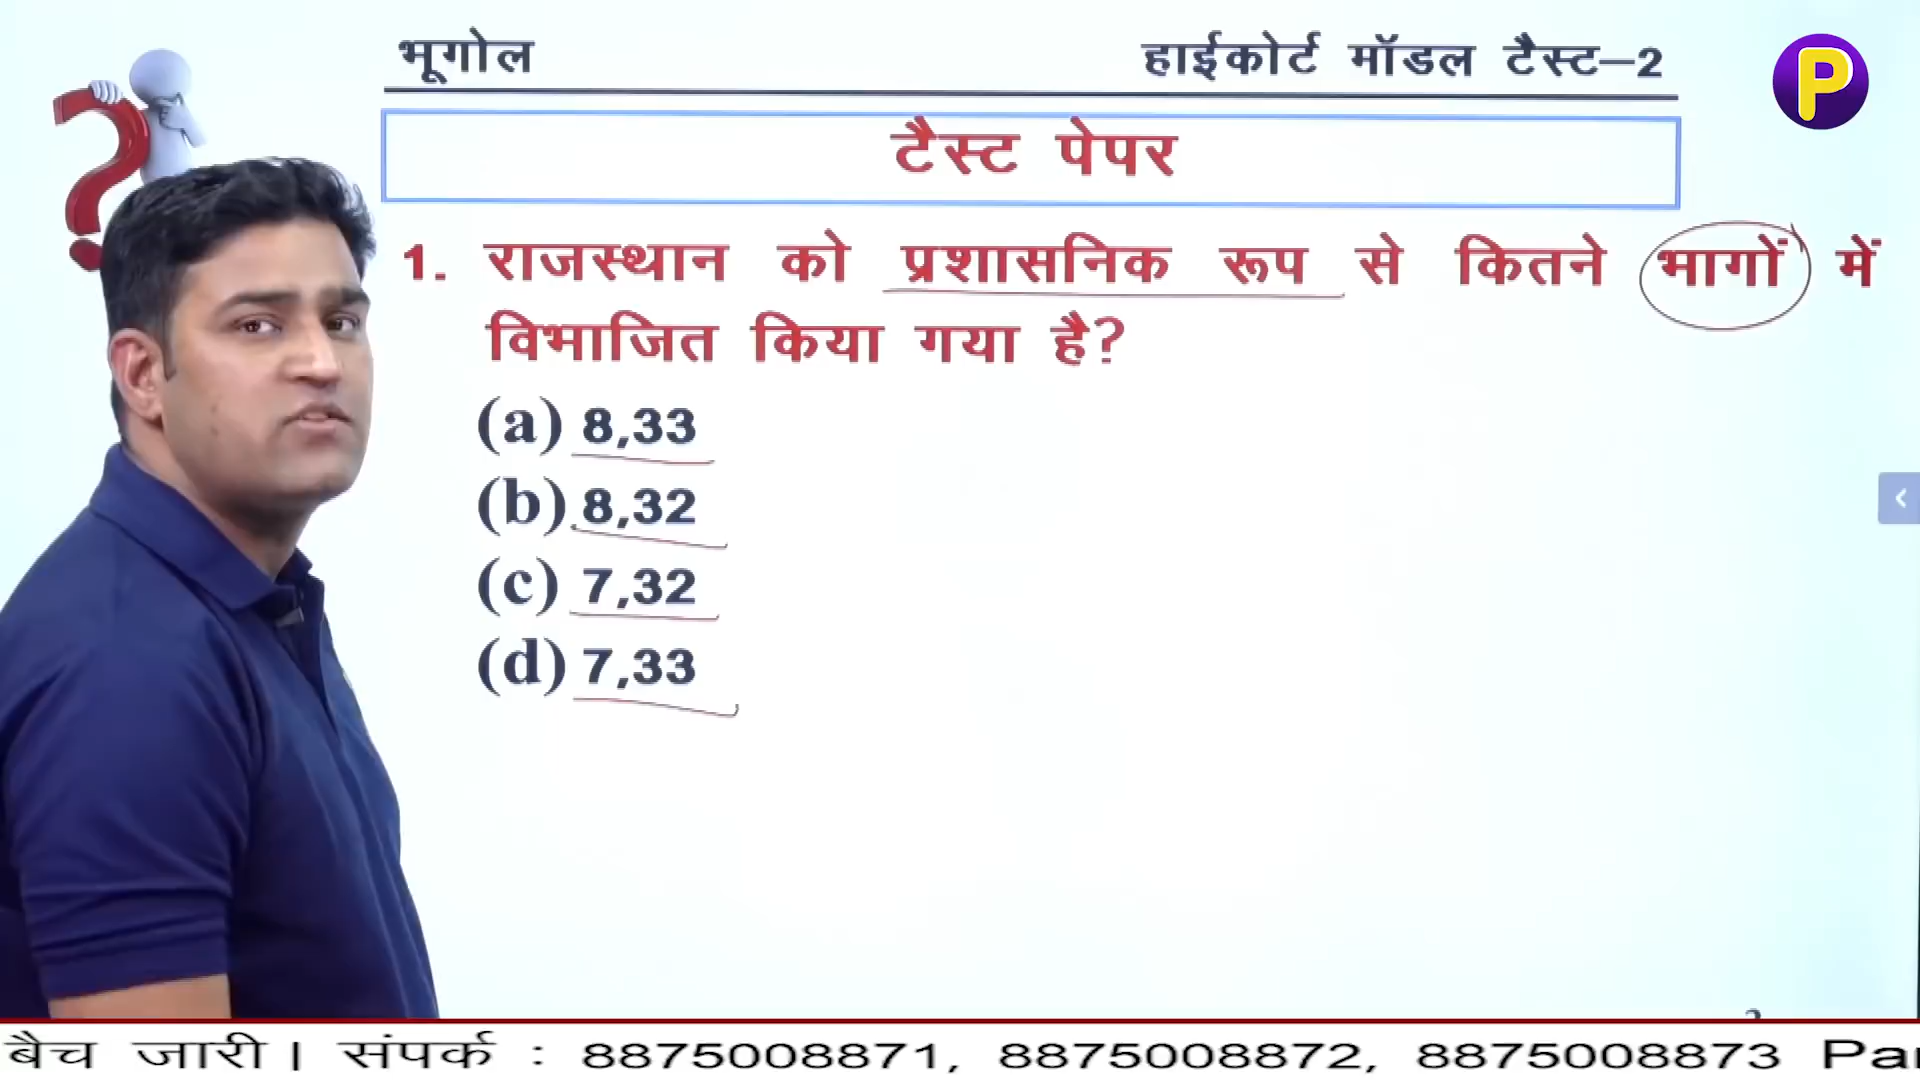 भूगोल
हाईकोर्ट मॉडल टैस्ट–2
P
टैस्ट पेपर
1. राजस्थान को प्रशासनिक रूप से कितने भागों में
विभाजित किया गया है?
(a) 8,33
(b) 8,32
(c) 7,32
(d) 7,33
बैच जारी। संपर्क : 8875008871, 8875008872, 8875008873